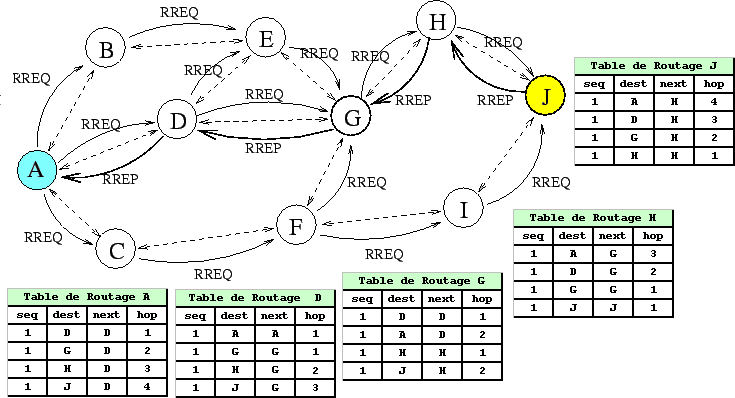 H
RREQ
RREQ
RREQ
E
B
RREQ
RREQ
RREQ
RREQ
RREQ
RREP
RREP
J
D
G
RREQ
RREP
A
RREP
RREQ
I
RREQ
F
RREQ
C
RREQ
RREQ
Table de Routage J
seq dest next hop
1 A H 4
1 D H 3
1 G H 2
1 H H 1
Table de Routage H
seq dest next hop
1 A G 3
1 D G 2
1 G G 1
1 J J 1
Table de Routage A
seq dest next hop
1 D D 1
1 G D 2
1 H D 3
1 J D 4
Table de Routage D
seq dest next hop
1 A A 1
1 G G 1
1 H G 2
1 J G 3
Table de Routage G
seq dest next hop
1 D D 1
1 A D 2
1 H H 1
1 J H 2